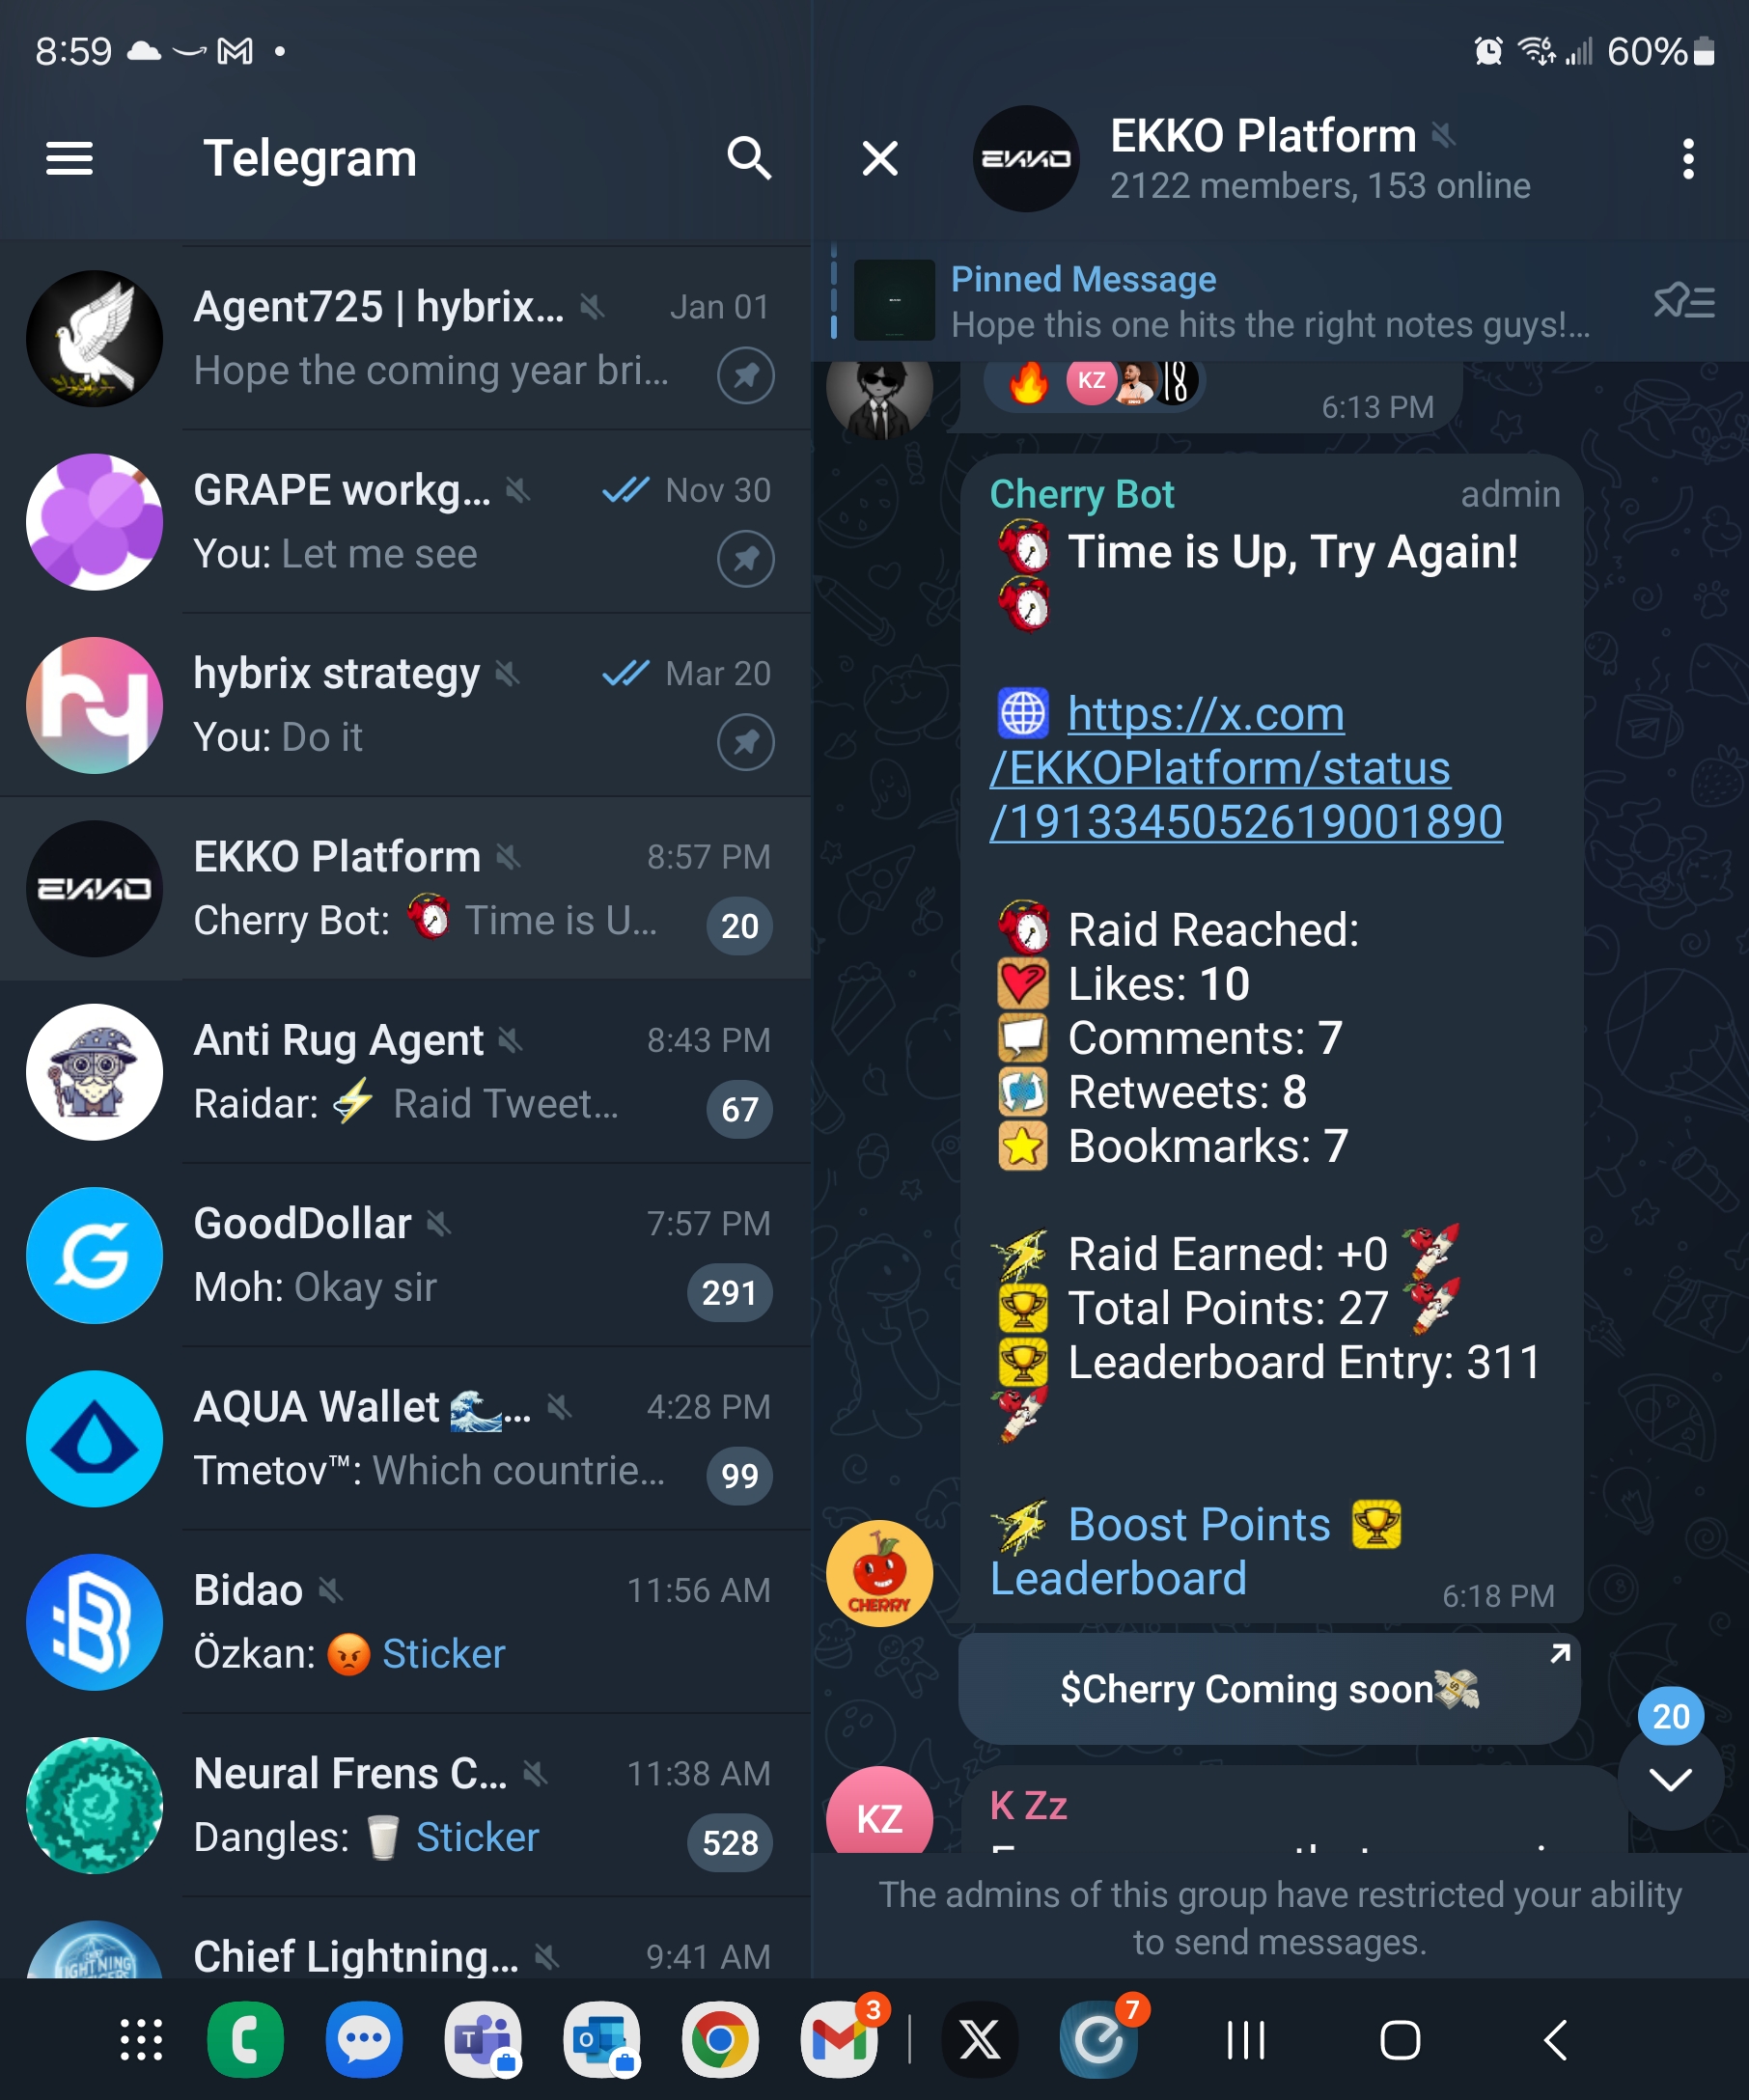 8:59
60%
Telegram
Agent725 | hybrix...
Jan 01
Hope the coming year bri...
GRAPE workg...
Nov 30
You: Let me see
hybrix strategy
Mar 20
You: Do it
EKKO
EKKO Platform
8:57 PM
Cherry Bot: Time is U...
20
Anti Rug Agent
8:43 PM
Raidar: Raid Tweet...
67
GoodDollar
7:57 PM
Moh: Okay sir
291
AQUA Wallet ...
4:28 PM
Tmetov™: Which countrie...
99
Bidao
11:56 AM
Özkan: Sticker
Neural Frens C...
11:38 AM
Dangles: Sticker
528
Chief Lightning...
9:41 AM
EKKO
EKKO Platform
2122 members, 153 online
Pinned Message
Hope this one hits the right notes guys!...
KZ
6:13 PM
Cherry Bot
admin
Time is Up, Try Again!
https://x.com
/EKKOPlatform/status
/1913345052619001890
Raid Reached:
Likes: 10
Comments: 7
Retweets: 8
Bookmarks: 7
Raid Earned: +0
Total Points: 27
Leaderboard Entry: 311
Boost Points
Leaderboard
6:18 PM
CHERRY
$Cherry Coming soon
20
KZ
K Zz
The admins of this group have restricted your ability
to send messages.
3
7